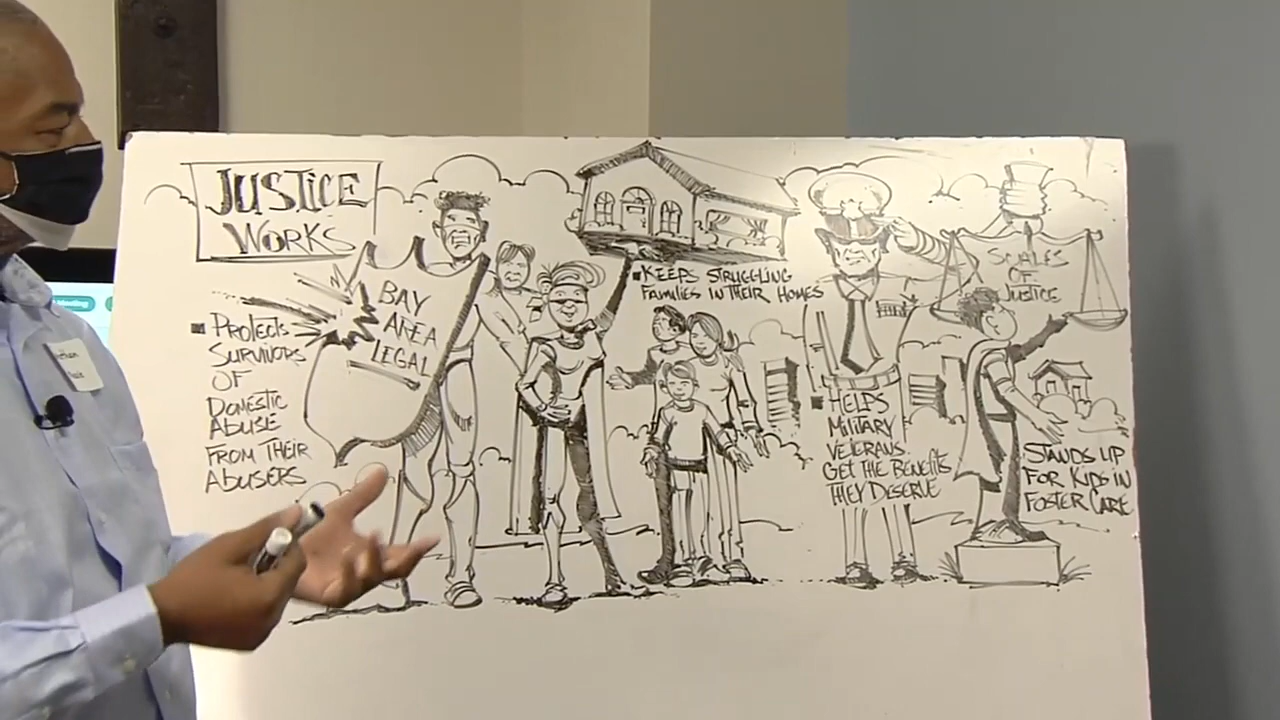 JUSTICE
WORKS
BAY
AREA
LEGAL
PROTECTS
SURVIVORS
OF
DOMESTIC
ABUSE
FROM THEIR
ABUSERS
KEEPS STRUGGLING
FAMILIES IN THEIR HOMES
HELPS
MILITARY
VETERANS.
GET THE BENEFITS
THEY DESERVE
SCALES
OF
JUSTICE
STANDS UP
FOR KIDS IN
FOSTER CARE
Meeting